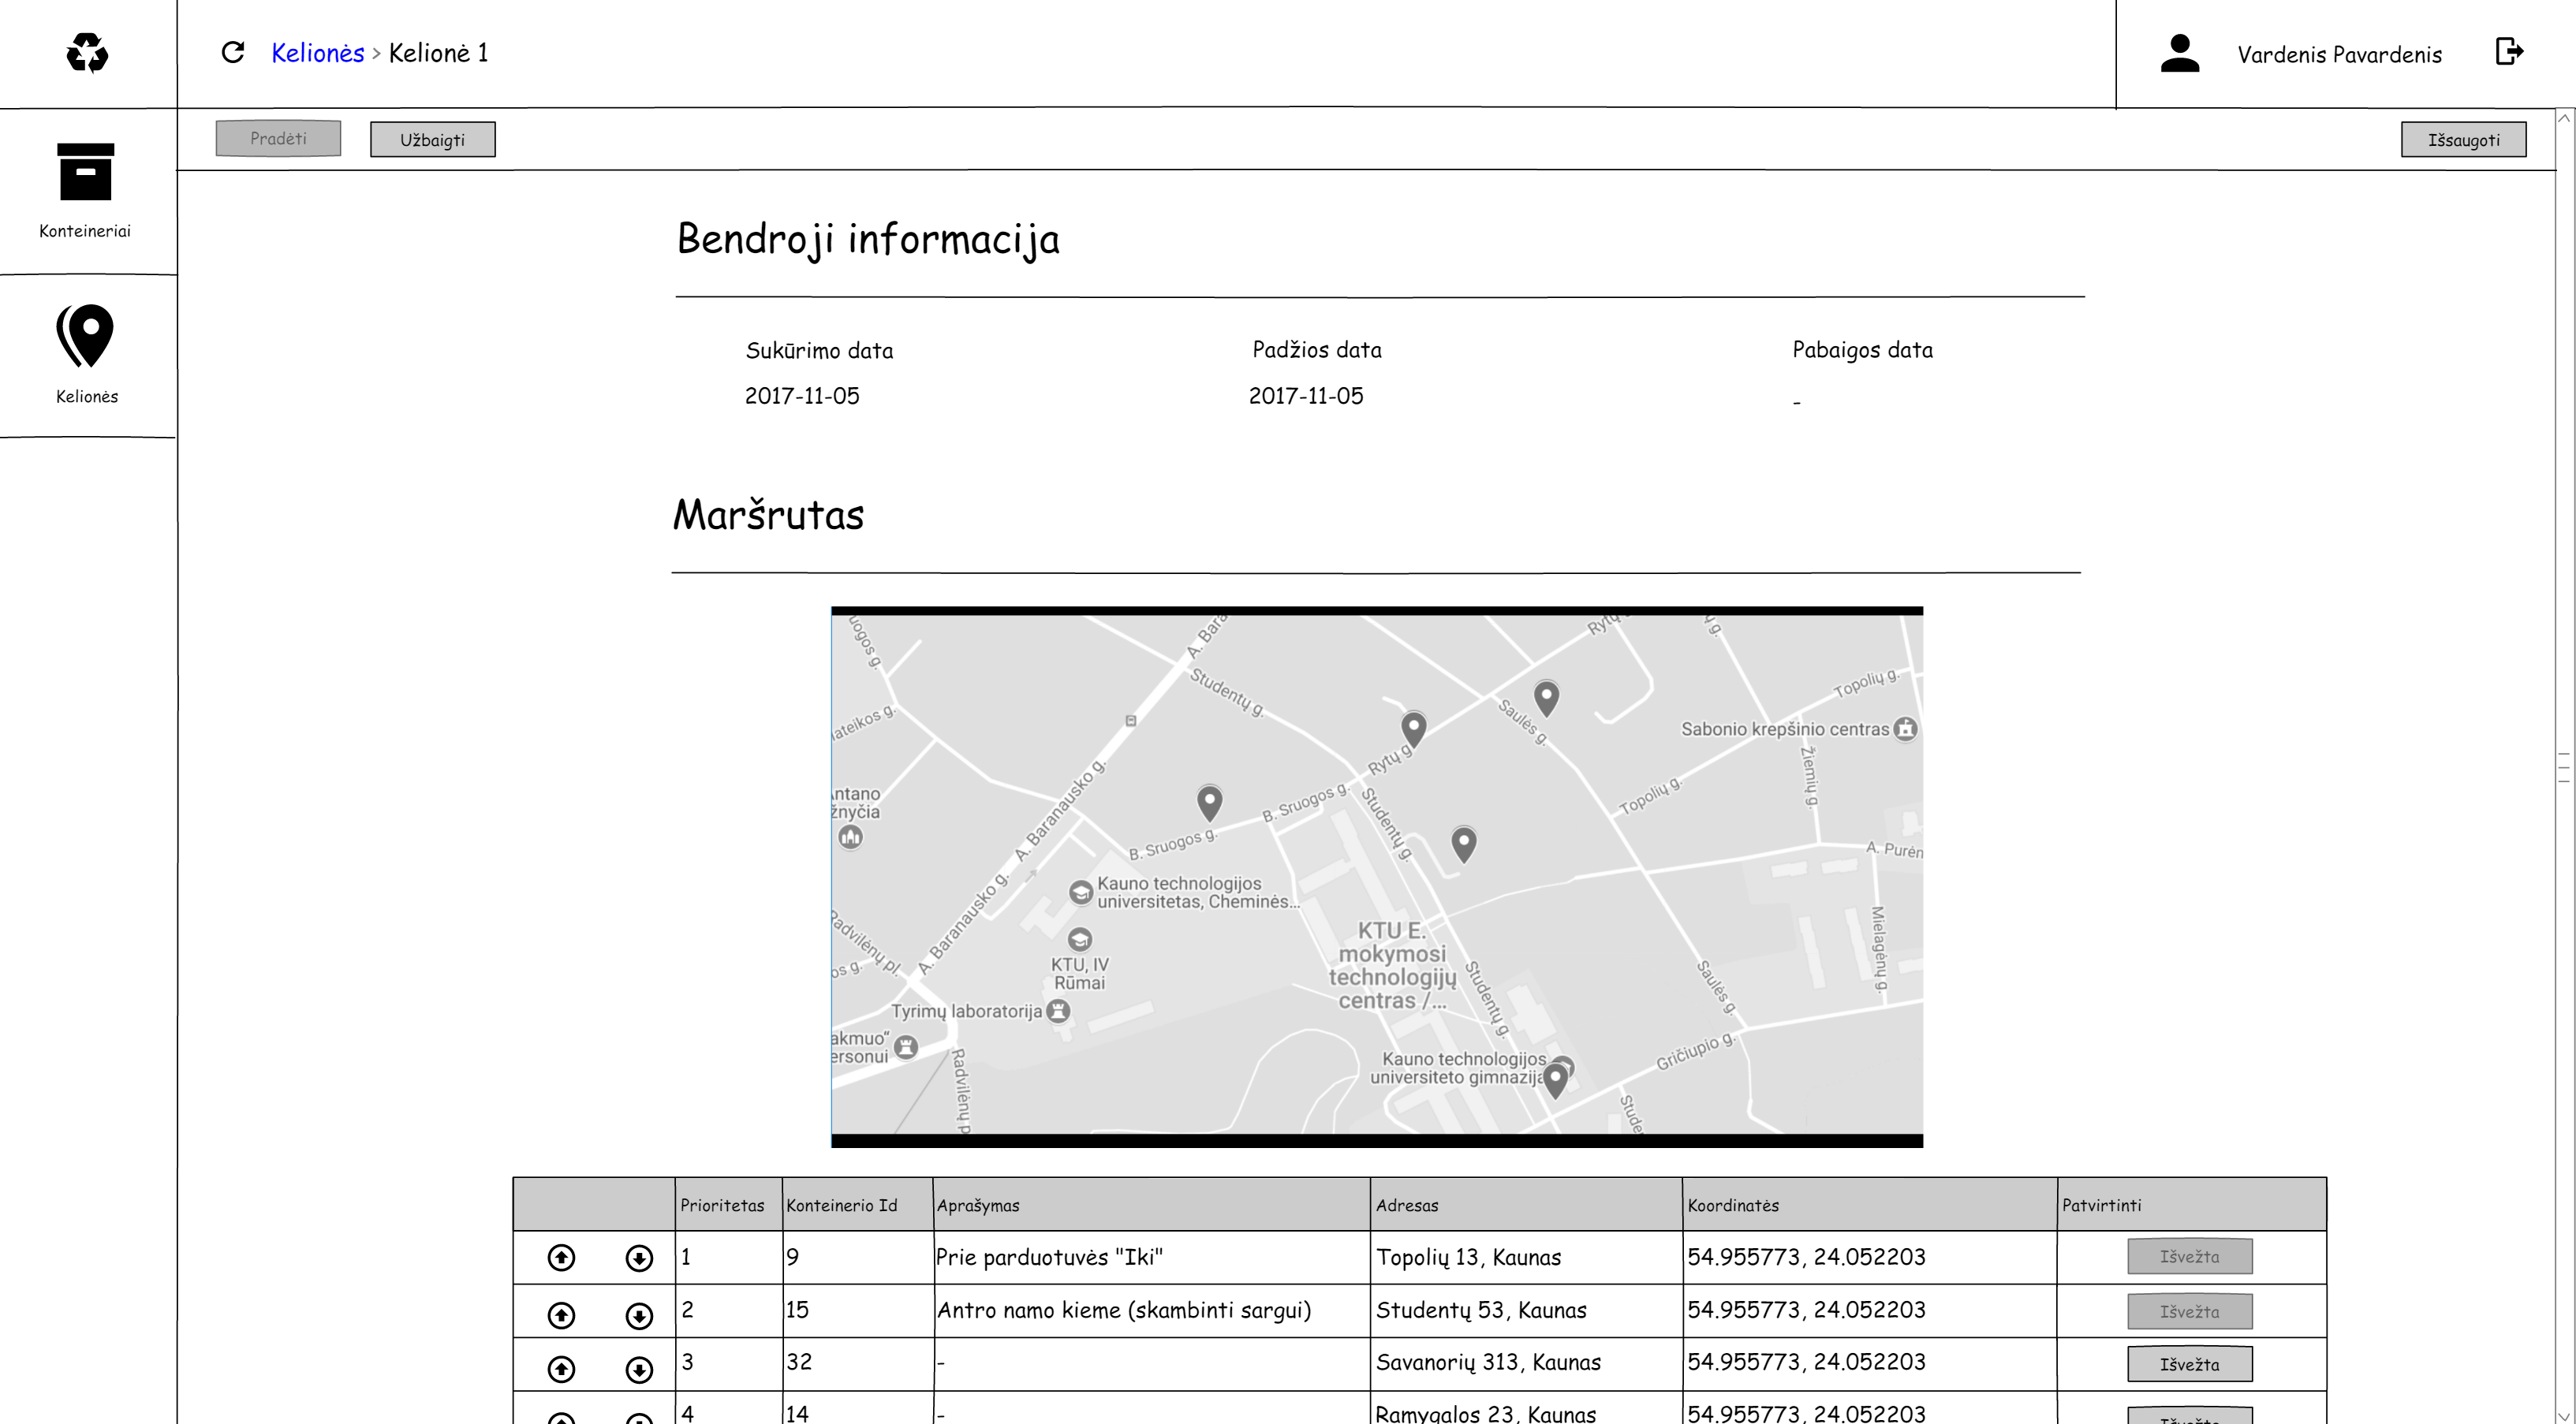 Kelionės > Kelionė 1
Vardenis Pavardenis
Pradėti
Užbaigti
Išsaugoti
Konteineriai
Kelionės
Bendroji informacija
Sukūrimo data
Padžios data
Pabaigos data
2017-11-05
2017-11-05
-
Maršrutas
uogos g.
A. Bara
Rytų
ų g.
Studentų g.
Topolių g.
ateikos g.
Saulės g.
Sabonio krepšinio centras
Rytų g.
Žiemių g.
A. Baranausko g.
ntano
žnyčia
B. Sruogos g.
Topolių g.
Studentų g.
B. Sruogos g.
A. Purėn
Kauno technologijos
universitetas, Cheminės...
A. Baranausko g.
Radvilėnų pl.
os g.
KTU E.
mokymosi
technologijų
centras /...
Mielagėnų g.
KTU, IV
Rūmai
Studentų g.
Saulės g.
Tyrimų laboratorija
akmuo“
ersonui
Radvilėnų p
Kauno technologijos
universiteto gimnazija
Gričiupio g.
Stude
Prioritetas Konteinerio Id Aprašymas Adresas Koordinatės Patvirtinti
1 9 Prie parduotuvės "Iki" Topolių 13, Kaunas 54.955773, 24.052203 Išvežta
2 15 Antro namo kieme (skambinti sargui) Studentų 53, Kaunas 54.955773, 24.052203 Išvežta
3 32 - Savanorių 313, Kaunas 54.955773, 24.052203 Išvežta
4 14 - Ramygalos 23, Kaunas 54.955773, 24.052203 Išvežta